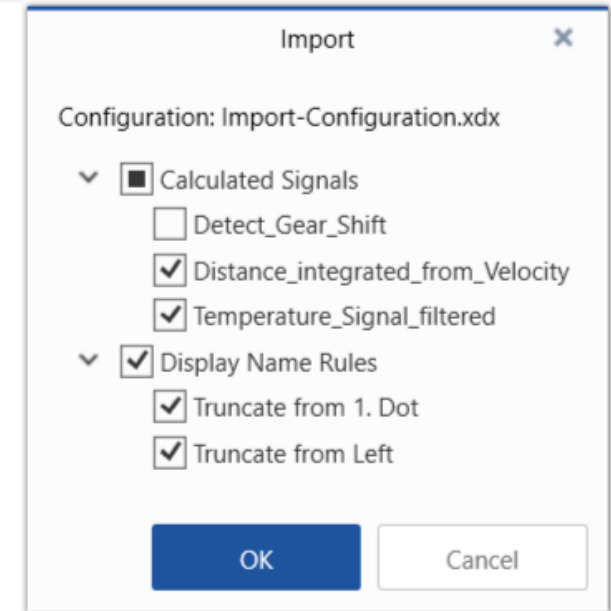 Import
Configuration: Import-Configuration.xdx
Calculated Signals
Detect_Gear_Shift
Distance_integrated_from_Velocity
Temperature_Signal_filtered
Display Name Rules
Truncate from 1. Dot
Truncate from Left
OK
Cancel